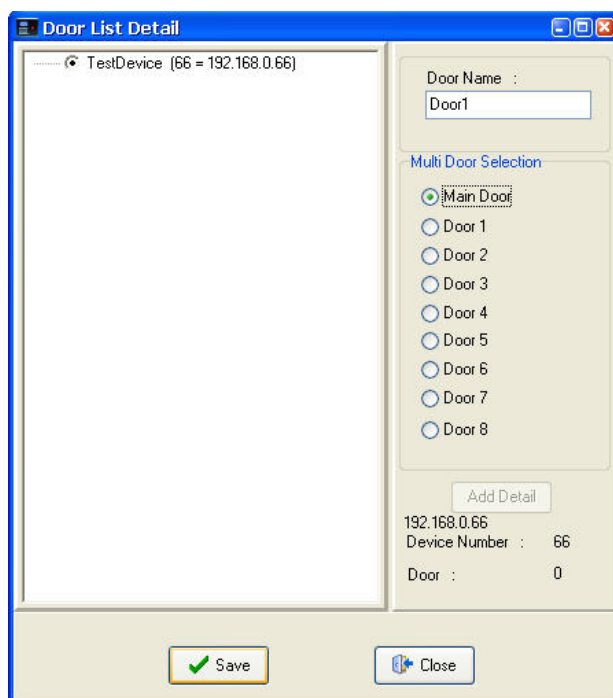 Door List Detail
TestDevice (66 = 192.168.0.66)
Door Name :
Door1
Multi Door Selection
Main Door
Door 1
Door 2
Door 3
Door 4
Door 5
Door 6
Door 7
Door 8
Add Detail
192.168.0.66
Device Number : 66
Door : 0
Save
Close